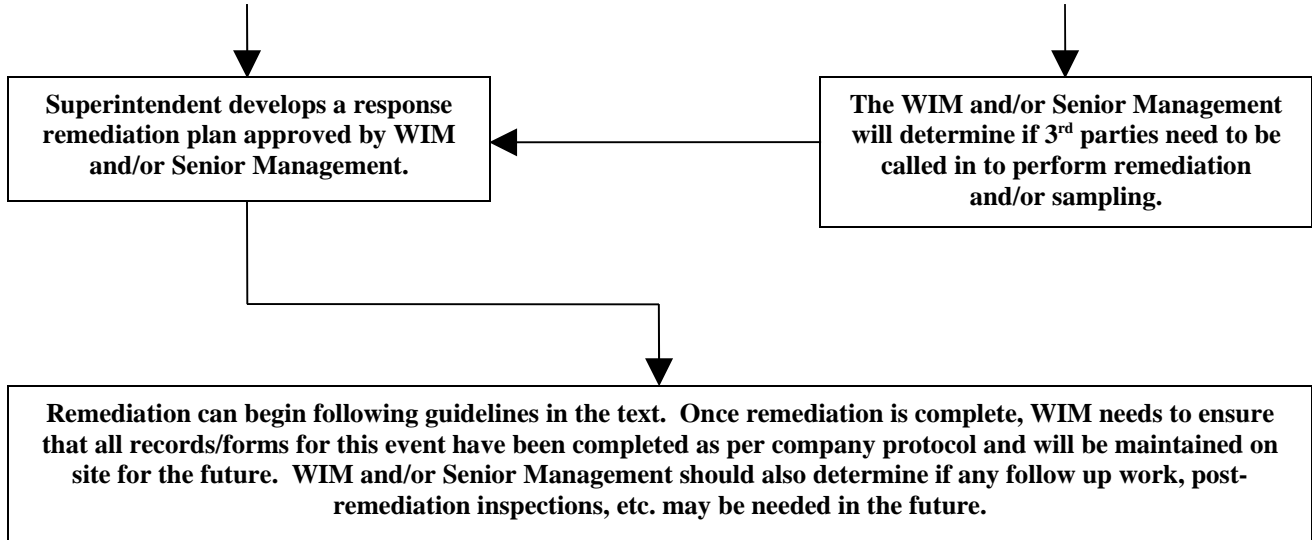 Superintendent develops a response
remediation plan approved by WIM
and/or Senior Management.
The WIM and/or Senior Management
will determine if 3rd parties need to be
called in to perform remediation
and/or sampling.
Remediation can begin following guidelines in the text.  Once remediation is complete, WIM needs to ensure
that all records/forms for this event have been completed as per company protocol and will be maintained on
site for the future.  WIM and/or Senior Management should also determine if any follow up work, post-
remediation inspections, etc. may be needed in the future.